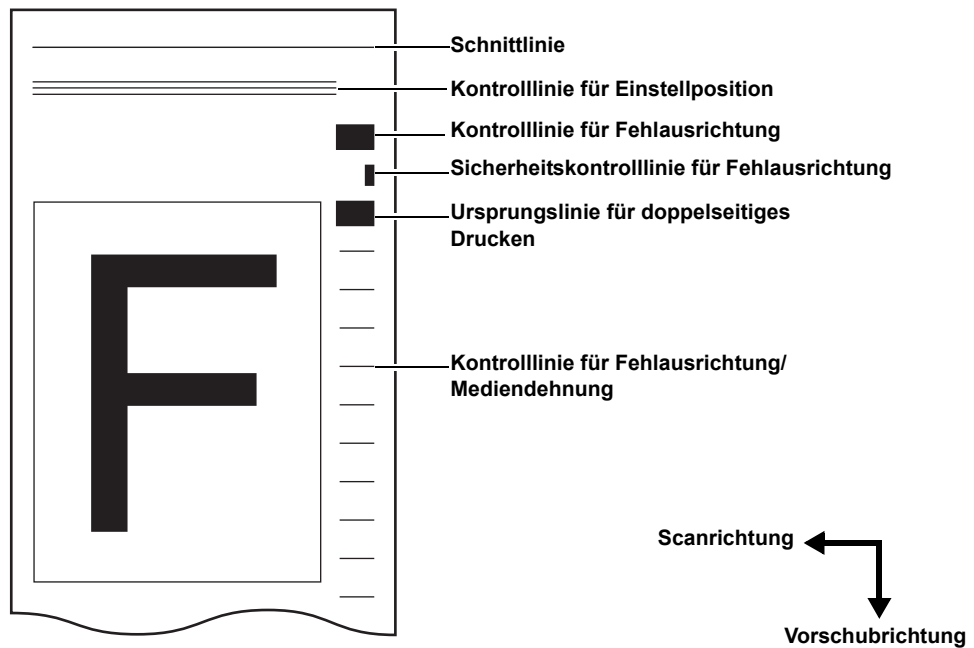 Schnittlinie
Kontrolllinie für Einstellposition
Kontrolllinie für Fehlausrichtung
Sicherheitskontrolllinie für Fehlausrichtung
Ursprungslinie für doppelseitiges
Drucken
F
Kontrolllinie für Fehlausrichtung/
Mediendehnung
Scanrichtung
Vorschubrichtung